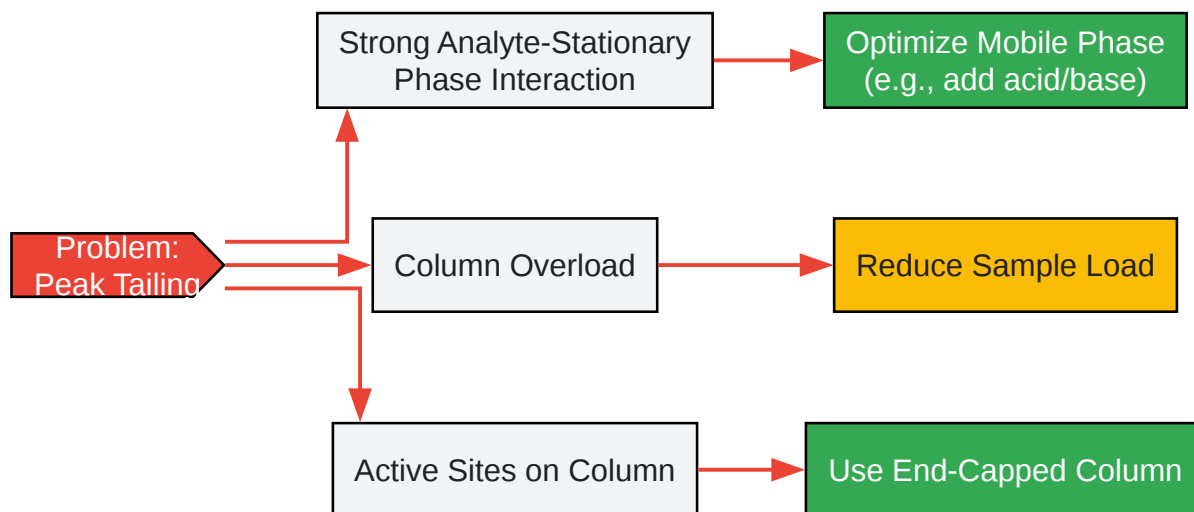 Strong Analyte-Stationary
Phase Interaction
Optimize Mobile Phase
(e.g., add acid/base)
Problem:
Peak Tailing
Column Overload
Reduce Sample Load
Active Sites on Column
Use End-Capped Column